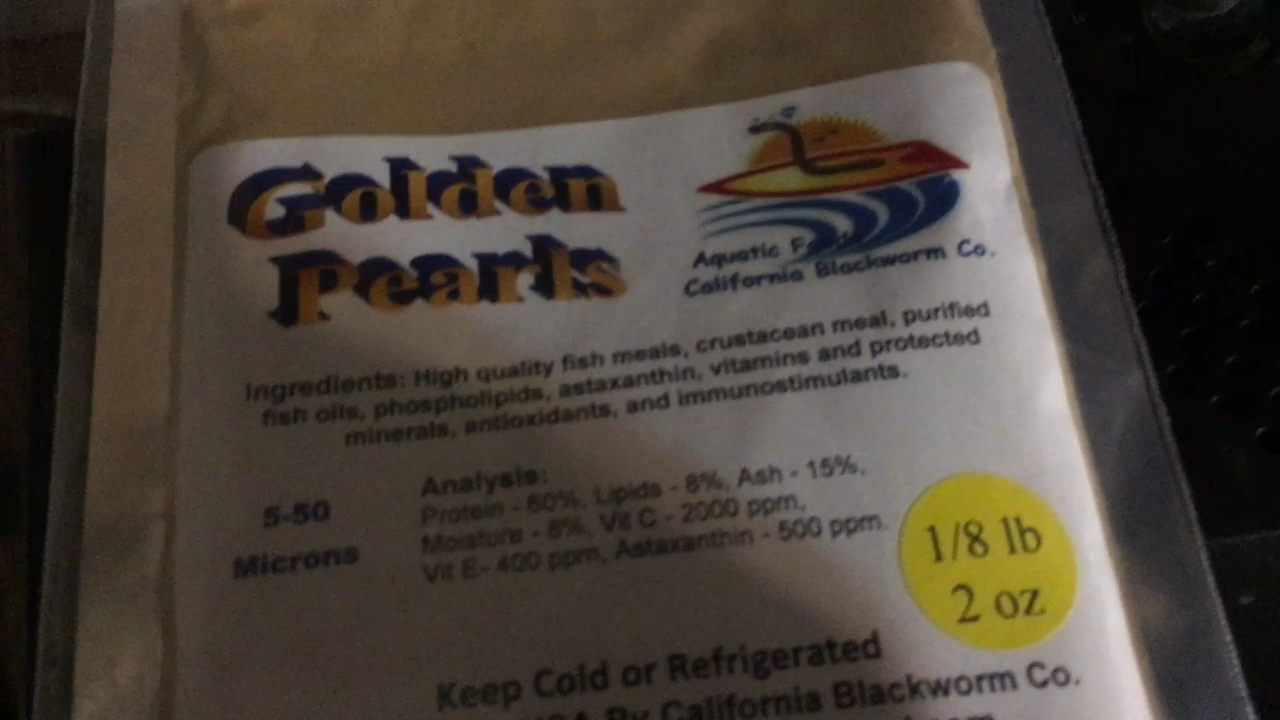 Golden
Pearls
Aquatic
California Blackworm Co.
Ingredients: High quality fish meals, crustacean meal, purified
fish oils, phospholipids, astaxanthin, vitamins and protected
minerals, antioxidants, and immunostimulants.
5-50
Microns
Analysis:
Protein - 60%, Lipids - 8%, Ash - 15%,
Moisture - 8%, Vit C - 2000 ppm,
Vit E- 400 ppm, Astaxanthin - 500 ppm.
1/8 lb
2 oz
Keep Cold or Refrigerated
By California Blackworm Co.